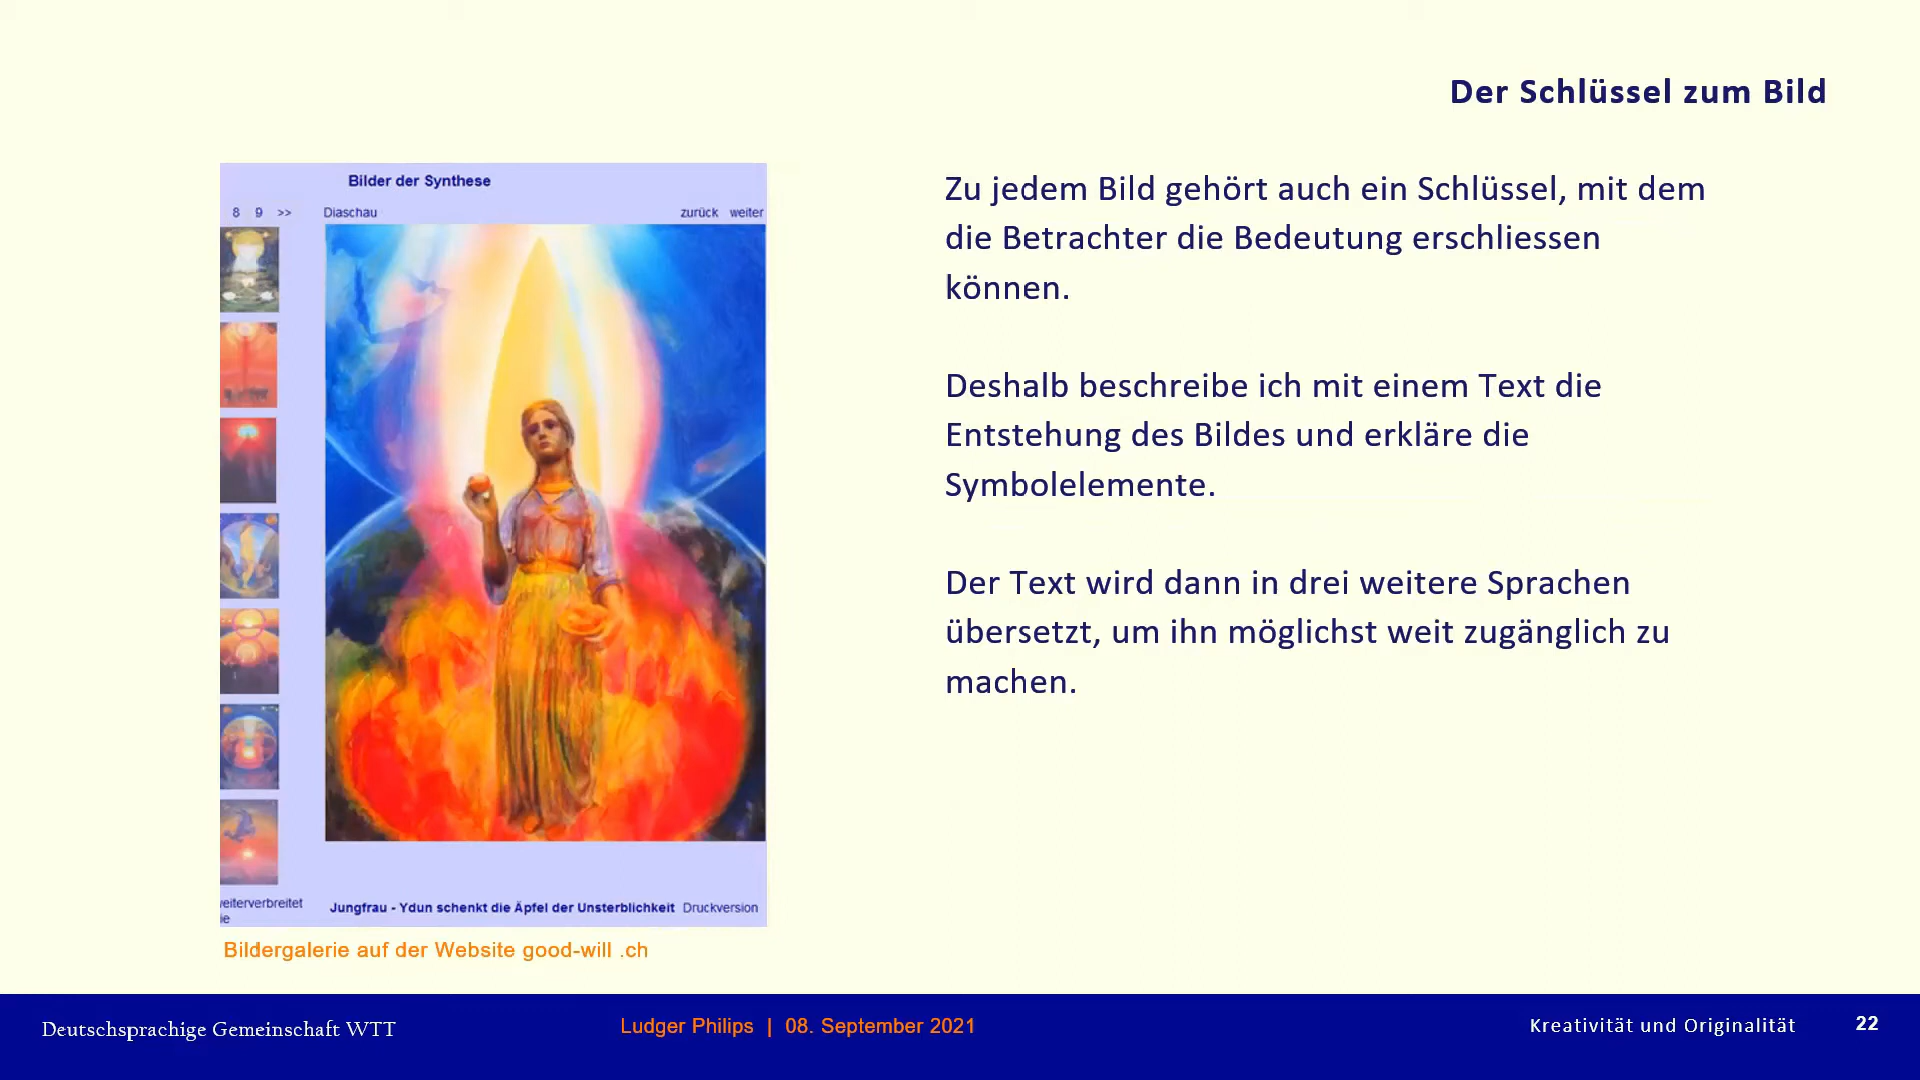 Der Schlüssel zum Bild
Bilder der Synthese
8 9 >> Diaschau zurück weiter
Jungfrau - Ydun schenkt die Äpfel der Unsterblichkeit Druckversion
Bildergalerie auf der Website good-will .ch
Zu jedem Bild gehört auch ein Schlüssel, mit dem
die Betrachter die Bedeutung erschliessen
können.
Deshalb beschreibe ich mit einem Text die
Entstehung des Bildes und erkläre die
Symbolelemente.
Der Text wird dann in drei weitere Sprachen
übersetzt, um ihn möglichst weit zugänglich zu
machen.
Deutschsprachige Gemeinschaft WTT
Ludger Philips | 08. September 2021
Kreativität und Originalität 22